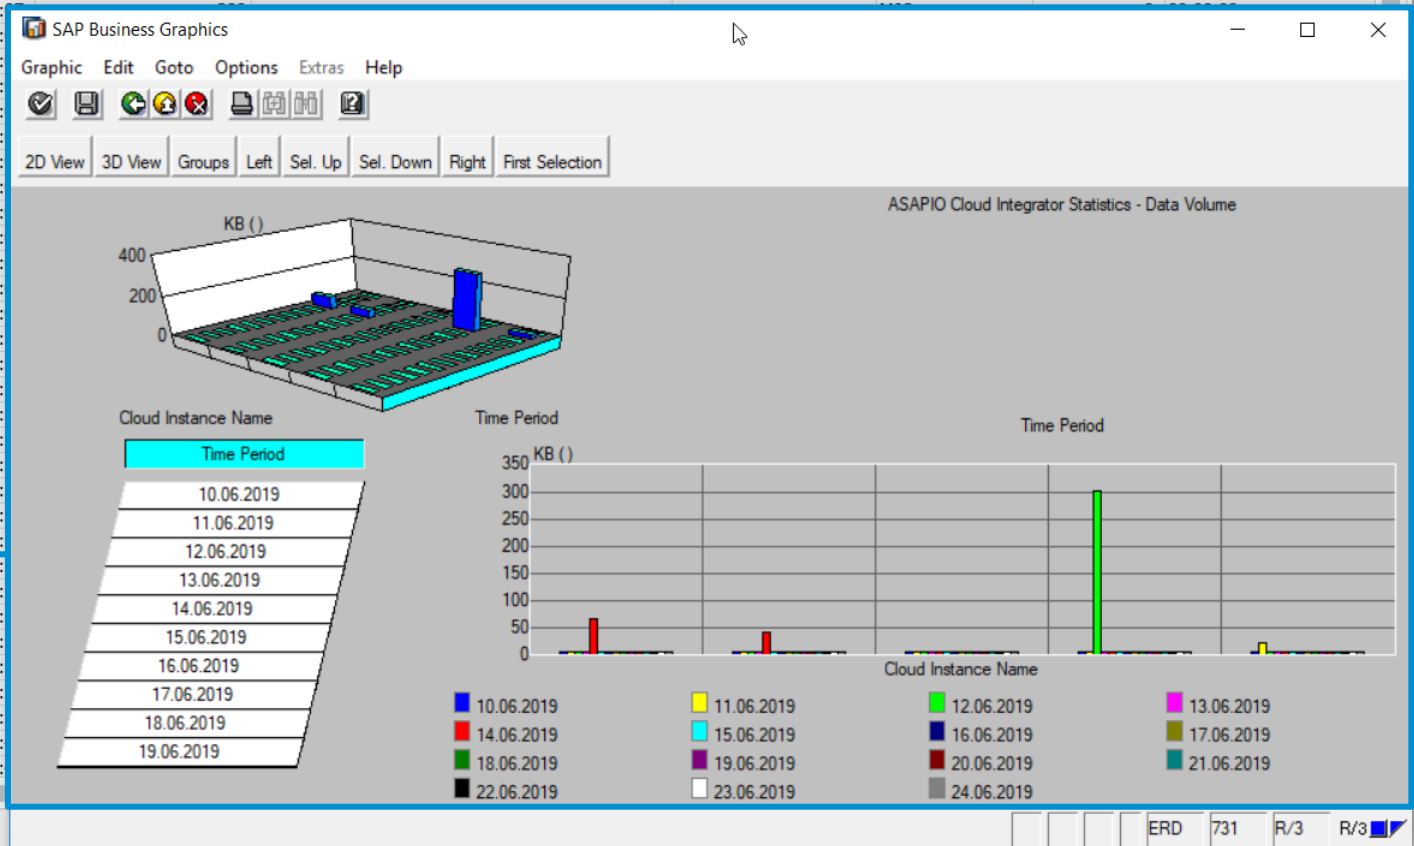 SAP Business Graphics
Graphic Edit Goto Options Extras Help
2D View 3D View Groups Left Sel. Up Sel. Down Right First Selection
ASAPIO Cloud Integrator Statistics - Data Volume
KB ( )
400
200
0
Cloud Instance Name
Time Period
Time Period
Time Period
10.06.2019
11.06.2019
12.06.2019
13.06.2019
14.06.2019
15.06.2019
16.06.2019
17.06.2019
18.06.2019
19.06.2019
KB ( )
350
300
250
200
150
100
50
0
Cloud Instance Name
10.06.2019 11.06.2019 12.06.2019 13.06.2019
14.06.2019 15.06.2019 16.06.2019 17.06.2019
18.06.2019 19.06.2019 20.06.2019 21.06.2019
22.06.2019 23.06.2019 24.06.2019
ERD 731 R/3 R/3